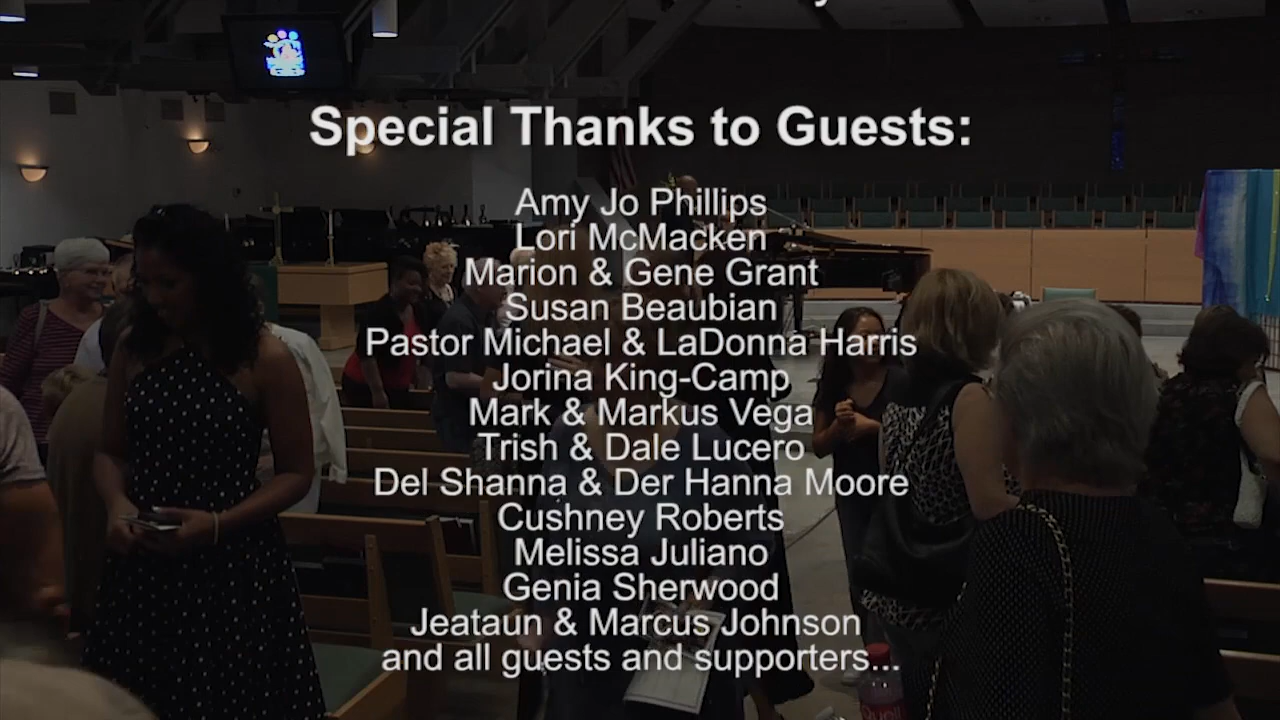 Special Thanks to Guests:
Amy Jo Phillips
Lori McMacken
Marion & Gene Grant
Susan Beaubian
Pastor Michael & LaDonna Harris
Jorina King-Camp
Mark & Markus Vega
Trish & Dale Lucero
Del Shanna & Der Hanna Moore
Cushney Roberts
Melissa Juliano
Genia Sherwood
Jeataun & Marcus Johnson
and all guests and supporters...